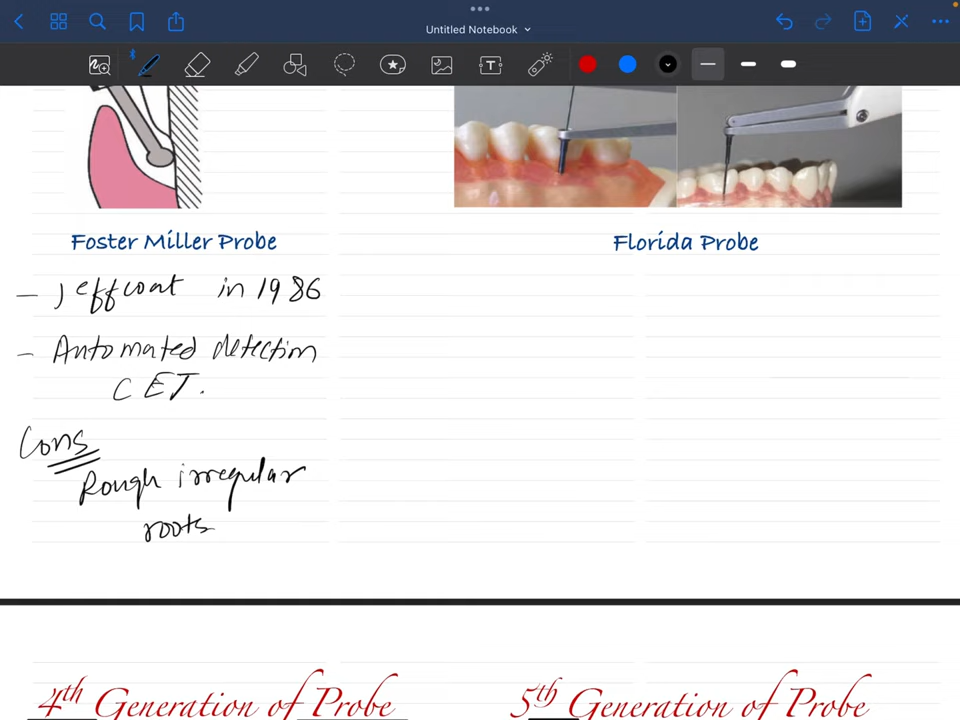 Untitled Notebook
T
Foster Miller Probe
Florida Probe
- Jeffcoat in 1986
- Automated detection
CEJ.
Cons
Rough irregular
roots
4th Generation of Probe
5th Generation of Probe